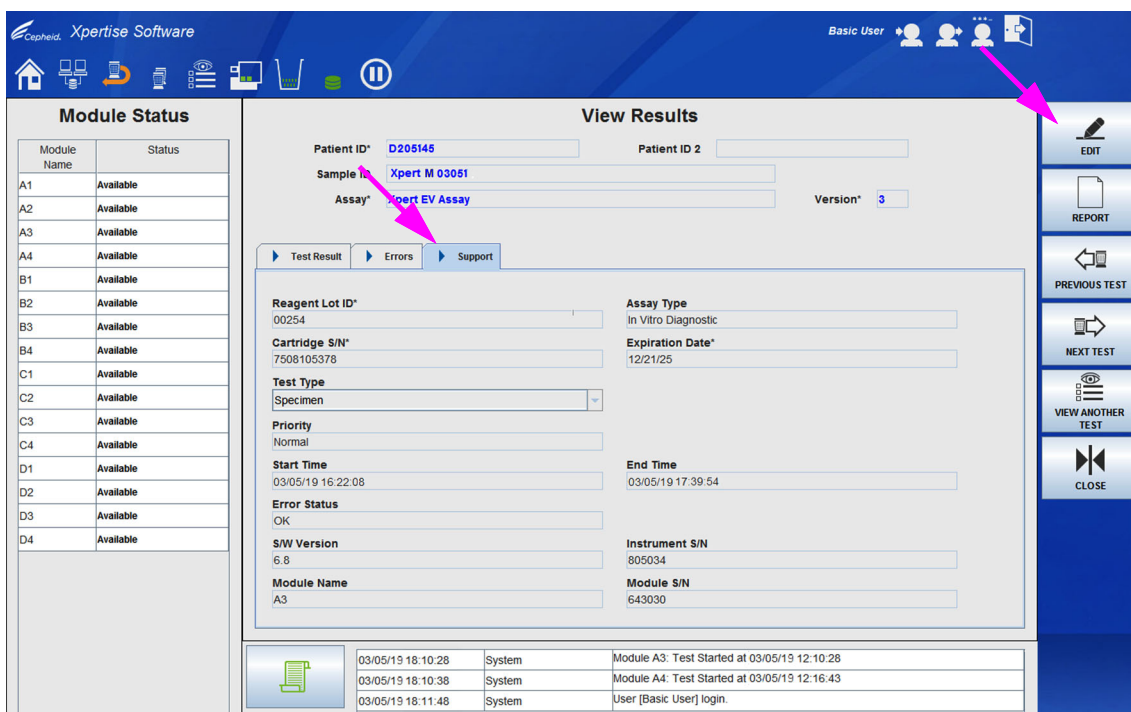 Cepheid. Xpertise Software
Basic User
Module Status
Module Name
Status
A1 Available
A2 Available
A3 Available
A4 Available
B1 Available
B2 Available
B3 Available
B4 Available
C1 Available
C2 Available
C3 Available
C4 Available
D1 Available
D2 Available
D3 Available
D4 Available
View Results
Patient ID* D205145 Patient ID 2
Sample ID Xpert M 03051
Assay* Xpert EV Assay Version* 3
Test Result Errors Support
Reagent Lot ID* Assay Type
00254 In Vitro Diagnostic
Cartridge S/N* Expiration Date*
7508105378 12/21/25
Test Type
Specimen
Priority
Normal
Start Time End Time
03/05/19 16:22:08 03/05/19 17:39:54
Error Status
OK
S/W Version Instrument S/N
6.8 805034
Module Name Module S/N
A3 643030
03/05/19 18:10:28 System Module A3: Test Started at 03/05/19 12:10:28
03/05/19 18:10:38 System Module A4: Test Started at 03/05/19 12:16:43
03/05/19 18:11:48 System User [Basic User] login.
EDIT
REPORT
PREVIOUS TEST
NEXT TEST
VIEW ANOTHER
TEST
CLOSE